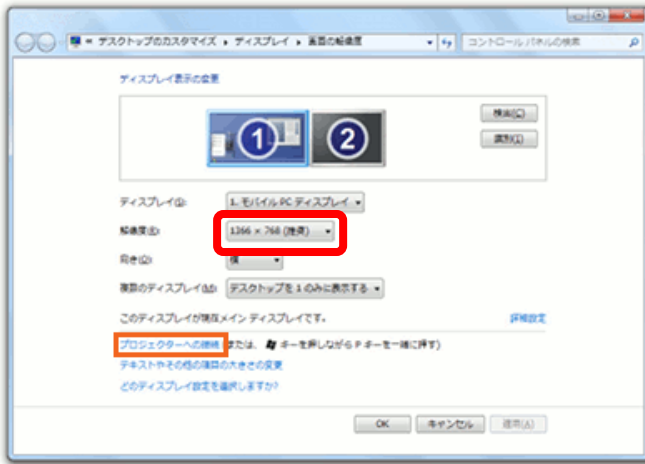 デスクトップのカスタマイズ ▸ ディスプレイ ▸ 画面の解像度
コントロール パネルの検索
ディスプレイ表示の変更
1
2
検出(C)
識別(I)
ディスプレイ(S):
1. モバイル PC ディスプレイ
解像度(R):
1366 × 768 (推奨)
向き(O):
横
複数のディスプレイ(M):
デスクトップを 1 のみに表示する
このディスプレイが現在メイン ディスプレイです。
詳細設定
プロジェクターへの接続 (または、 キーを押しながら P キーを一緒に押す)
テキストやその他の項目の大きさの変更
どのディスプレイ設定を選択しますか?
OK
キャンセル
適用(A)